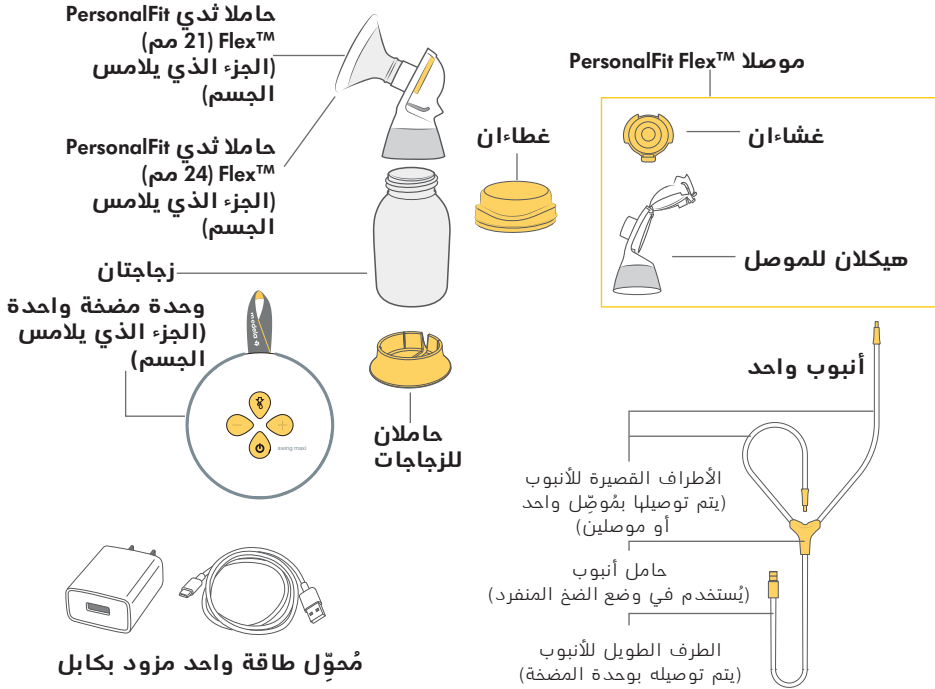 حاملا ثدي PersonalFit
Flex™ (21 مم)
(الجزء الذي يلامس
الجسم)
حاملا ثدي PersonalFit
Flex™ (24 مم)
(الجزء الذي يلامس
الجسم)
زجاجتان
وحدة مضخة واحدة
(الجزء الذي يلامس
الجسم)
medela
swing maxi
غطاءان
حاملان
للزجاجات
موصلا PersonalFit Flex™
غشاءان
هيكلان للموصل
أنبوب واحد
الأطراف القصيرة للأنبوب
(يتم توصيلها بمُوصِّل واحد
أو موصلين)
حامل أنبوب
(يُستخدم في وضع الضخ المنفرد)
الطرف الطويل للأنبوب
(يتم توصيله بوحدة المضخة)
مُحوِّل طاقة واحد مزود بكابل